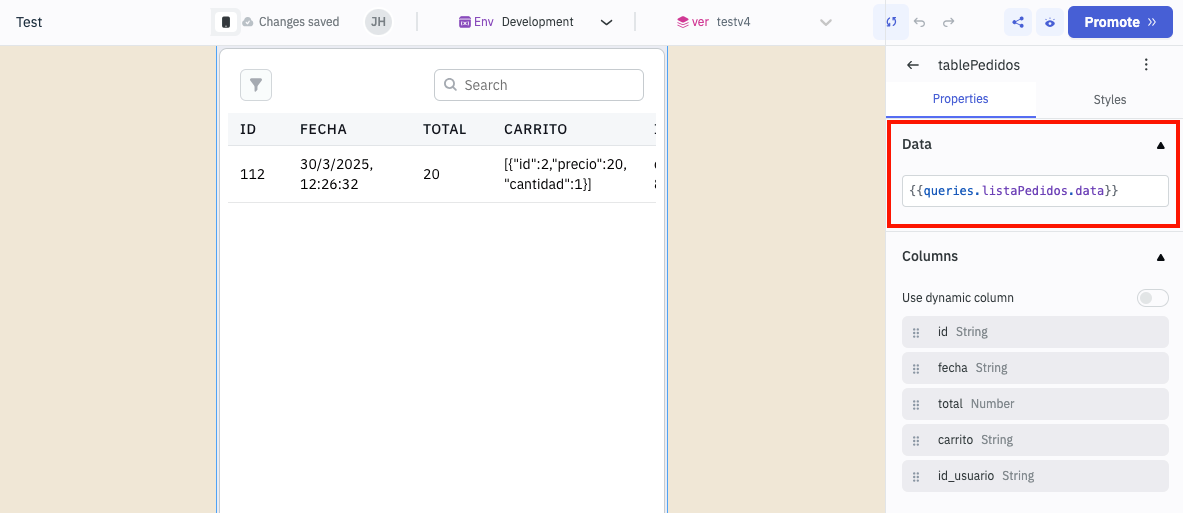 Test
Changes saved
JH
Env Development
ver testv4
Promote »
tablePedidos
Properties
Styles
Search
ID FECHA TOTAL CARRITO
112
30/3/2025,
12:26:32
20
[{"id":2,"precio":20,
"cantidad":1}]
Data
{{queries.listaPedidos.data}}
Columns
Use dynamic column
id String
fecha String
total Number
carrito String
id_usuario String